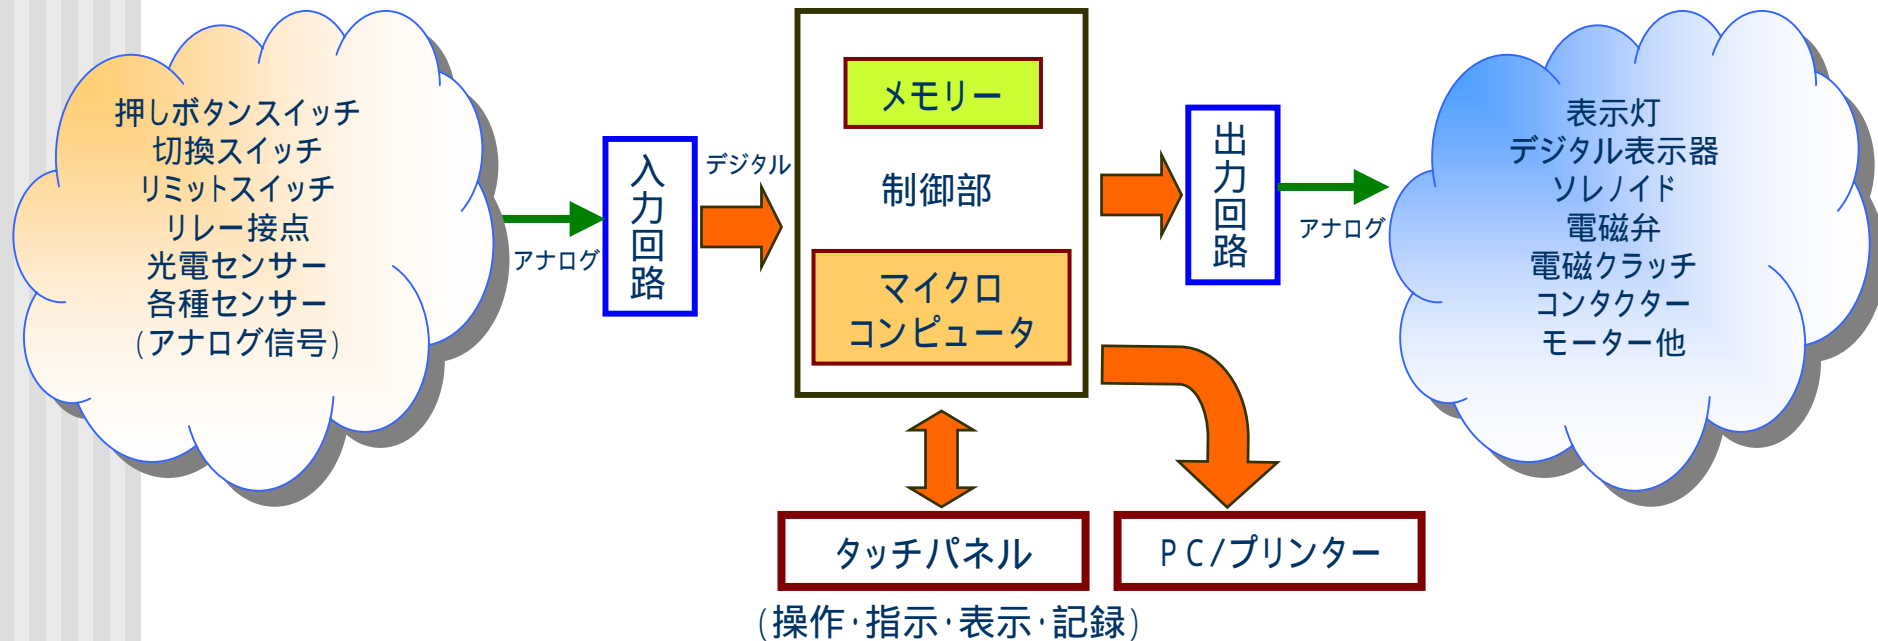 押しボタンスイッチ
切換スイッチ
リミットスイッチ
リレー接点
光電センサー
各種センサー
(アナログ信号)
アナログ
入力回路
デジタル
メモリー
制御部
マイクロ
コンピュータ
出力回路
アナログ
表示灯
デジタル表示器
ソレノイド
電磁弁
電磁クラッチ
コンタクター
モーター他
タッチパネル
PC/プリンター
(操作･指示･表示･記録)